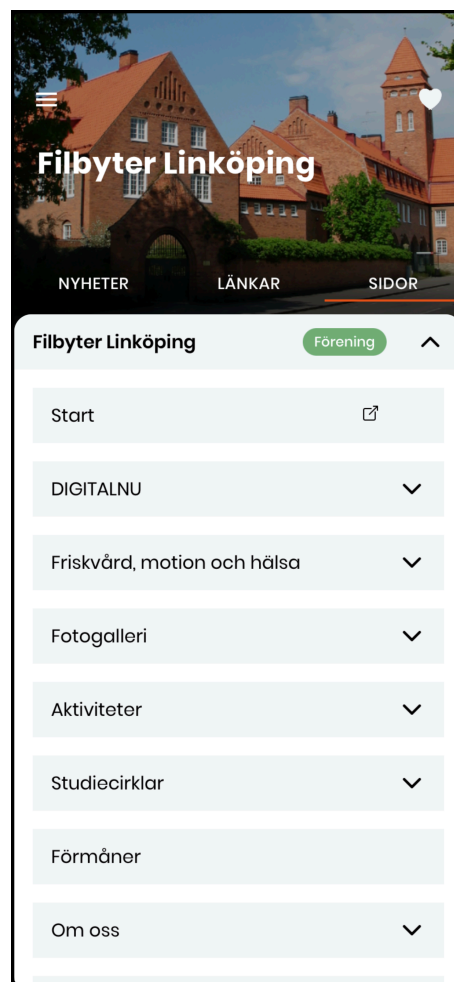 Filbyter Linköping
NYHETER LÄNKAR SIDOR
Filbyter Linköping Förening
Start
DIGITALNU
Friskvård, motion och hälsa
Fotogalleri
Aktiviteter
Studiecirklar
Förmåner
Om oss